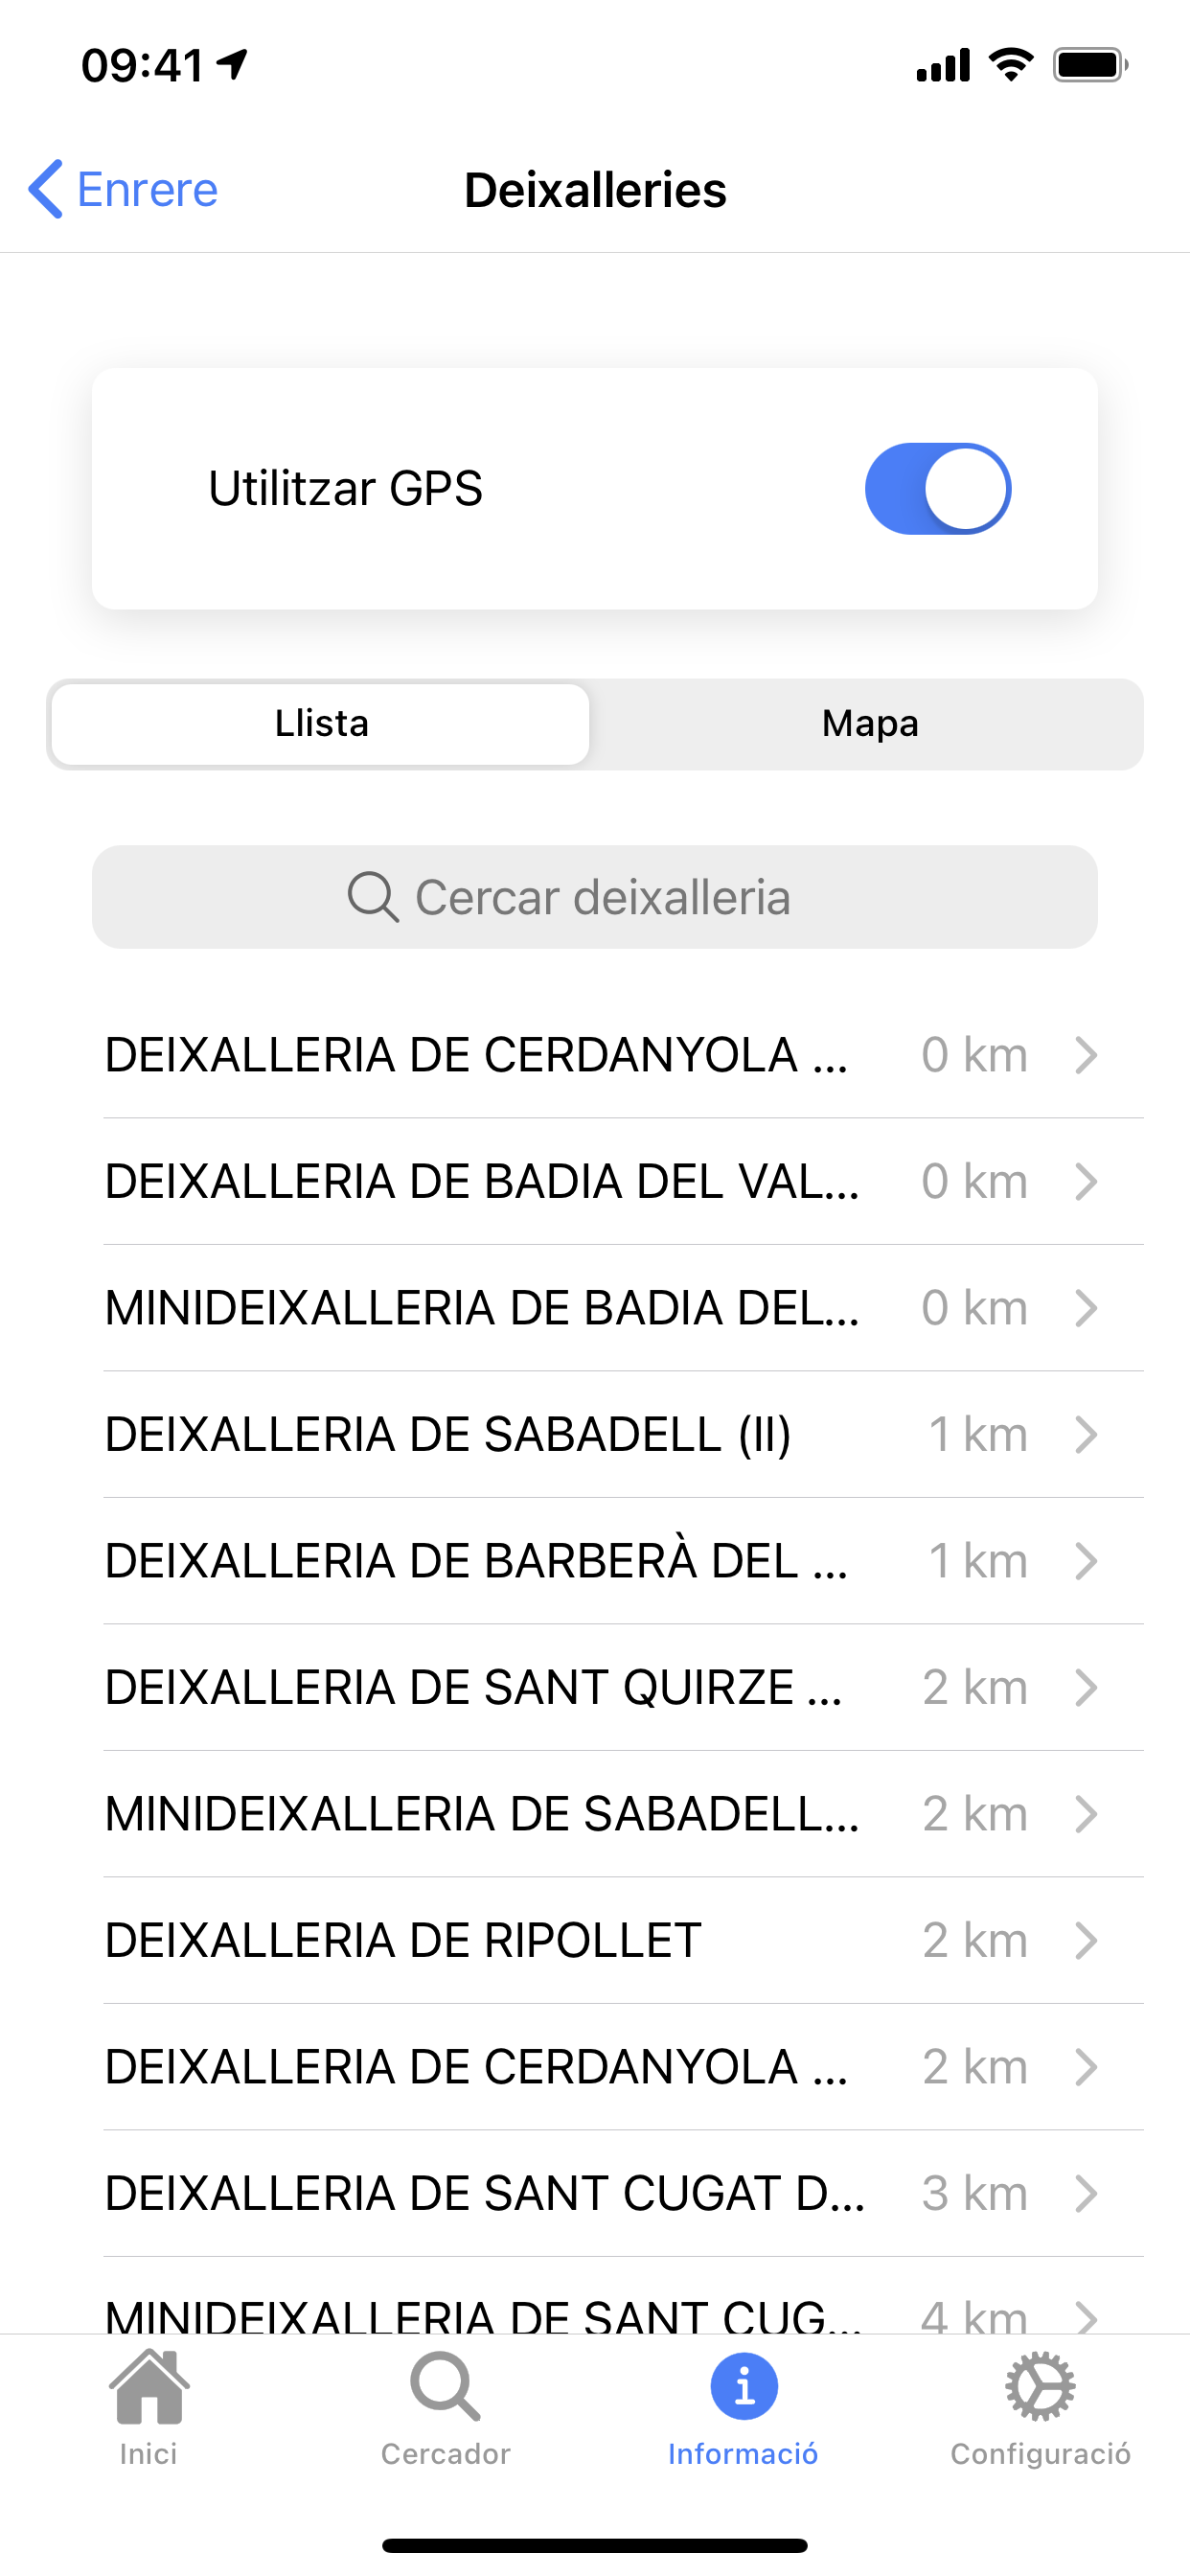 09:41
Enrere
Deixalleries
Utilitzar GPS
Llista
Mapa
Cercar deixalleria
DEIXALLERIA DE CERDANYOLA ... 0 km
DEIXALLERIA DE BADIA DEL VAL... 0 km
MINIDEIXALLERIA DE BADIA DEL... 0 km
DEIXALLERIA DE SABADELL (II) 1 km
DEIXALLERIA DE BARBERÀ DEL ... 1 km
DEIXALLERIA DE SANT QUIRZE ... 2 km
MINIDEIXALLERIA DE SABADELL... 2 km
DEIXALLERIA DE RIPOLLET 2 km
DEIXALLERIA DE CERDANYOLA ... 2 km
DEIXALLERIA DE SANT CUGAT D... 3 km
MINIDEIXALLERIA DE SANT CUG... 4 km
Inici
Cercador
Informació
Configuració